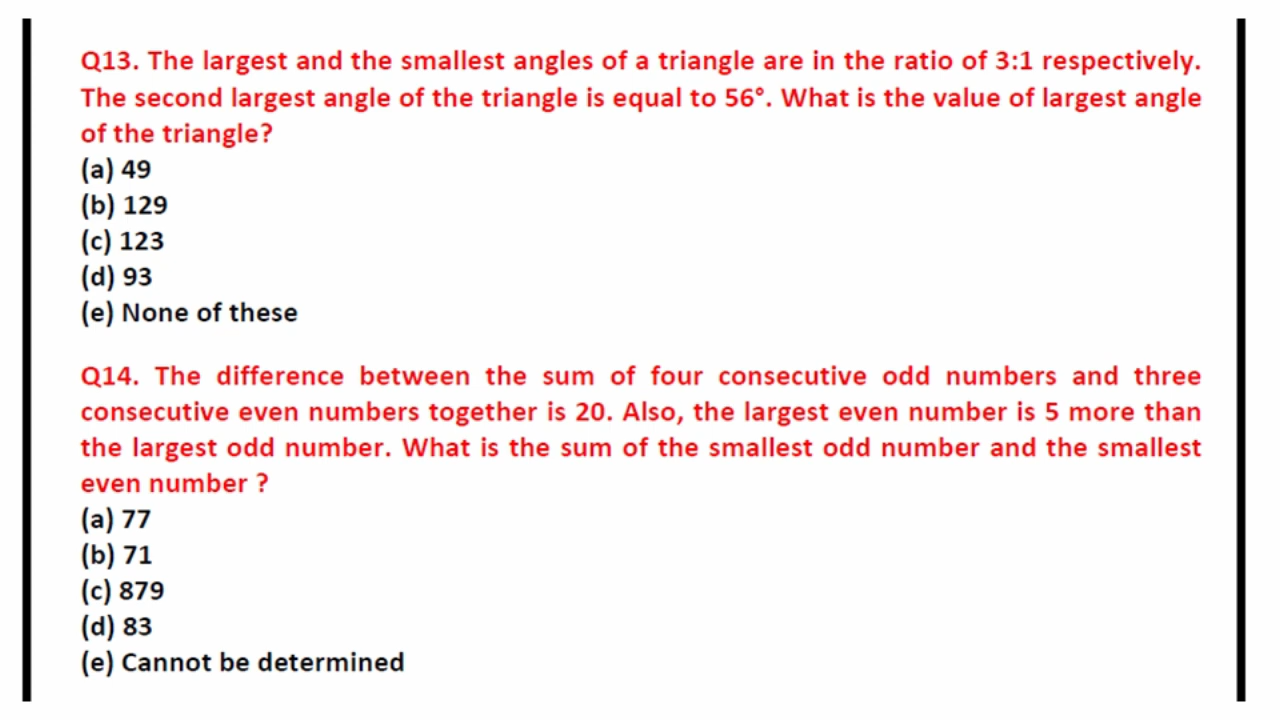 Q13. The largest and the smallest angles of a triangle are in the ratio of 3:1 respectively.
The second largest angle of the triangle is equal to 56°. What is the value of largest angle
of the triangle?
(a) 49
(b) 129
(c) 123
(d) 93
(e) None of these
Q14. The difference between the sum of four consecutive odd numbers and three
consecutive even numbers together is 20. Also, the largest even number is 5 more than
the largest odd number. What is the sum of the smallest odd number and the smallest
even number ?
(a) 77
(b) 71
(c) 879
(d) 83
(e) Cannot be determined